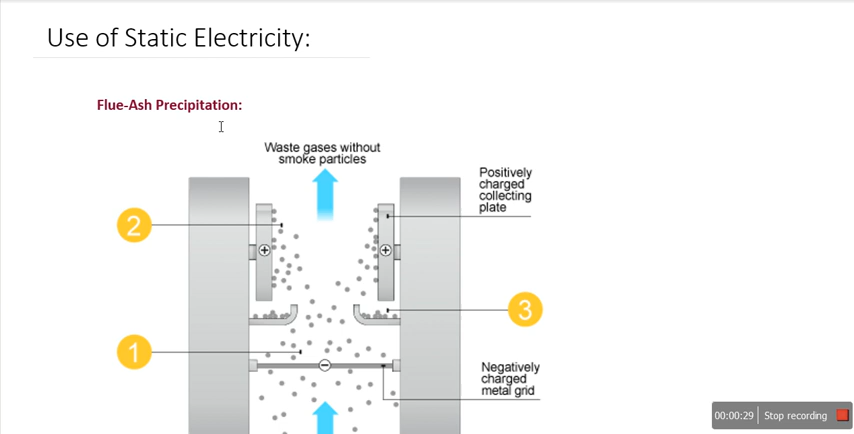 Use of Static Electricity:
Flue-Ash Precipitation:
Waste gases without
smoke particles
Positively
charged
collecting
plate
2
+
+
3
1
−
Negatively
charged
metal grid
00:00:29 Stop recording